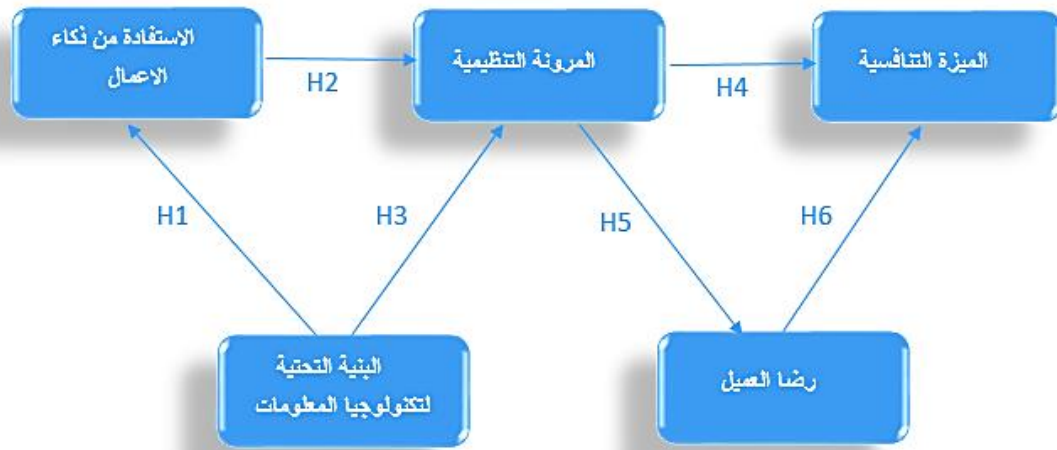 الاستفادة من ذكاء
الاعمال
H2
المرونة التنظيمية
H4
الميزة التنافسية
H1
H3
H5
H6
البنية التحتية
لتكنولوجيا المعلومات
رضا العميل